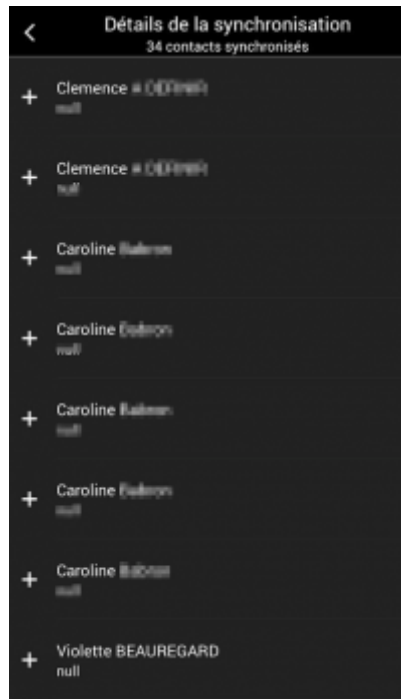 Détails de la synchronisation
34 contacts synchronisés
Clemence
null
Clemence
null
Caroline
null
Caroline
null
Caroline
null
Caroline
null
Caroline
null
Violette BEAUREGARD
null